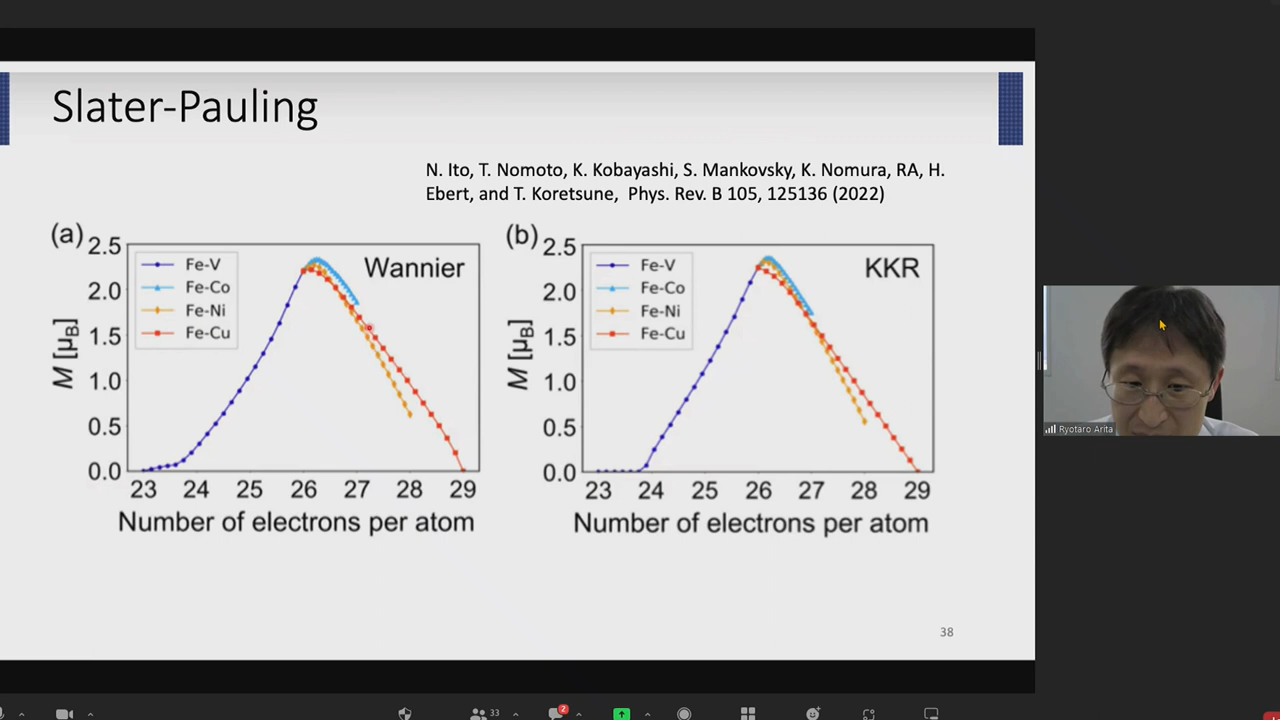 Slater-Pauling
N. Ito, T. Nomoto, K. Kobayashi, S. Mankovsky, K. Nomura, RA, H.
Ebert, and T. Koretsune, Phys. Rev. B 105, 125136 (2022)
(a)
Wannier
Fe-V
Fe-Co
Fe-Ni
Fe-Cu
M [μB]
2.5
2.0
1.5
1.0
0.5
0.0
23 24 25 26 27 28 29
Number of electrons per atom
(b)
KKR
Fe-V
Fe-Co
Fe-Ni
Fe-Cu
M [μB]
2.5
2.0
1.5
1.0
0.5
0.0
23 24 25 26 27 28 29
Number of electrons per atom
38
Ryotaro Arita
33
2